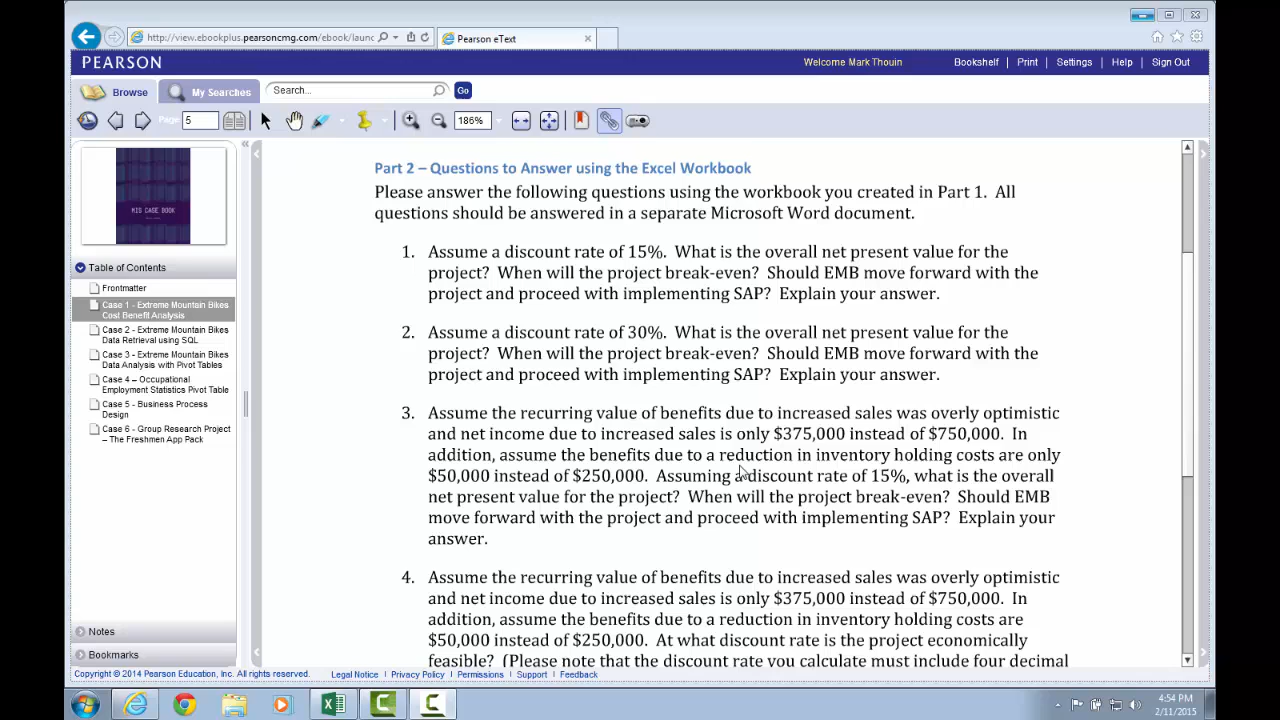 http://view.ebookplus.pearsoncmg.com/ebook/launc
Pearson eText
PEARSON
Welcome Mark Thouin
Bookshelf | Print | Settings | Help | Sign Out
Browse
My Searches
Search...
Go
Page 5
186%
MIS CASE BOOK
Table of Contents
Frontmatter
Case 1 - Extreme Mountain Bikes
Cost Benefit Analysis
Case 2 - Extreme Mountain Bikes
Data Retrieval using SQL
Case 3 - Extreme Mountain Bikes
Data Analysis with Pivot Tables
Case 4 – Occupational
Employment Statistics Pivot Table
Case 5 - Business Process
Design
Case 6 - Group Research Project
– The Freshmen App Pack
Notes
Bookmarks
Part 2 – Questions to Answer using the Excel Workbook
Please answer the following questions using the workbook you created in Part 1. All
questions should be answered in a separate Microsoft Word document.
1. Assume a discount rate of 15%. What is the overall net present value for the
project? When will the project break-even? Should EMB move forward with the
project and proceed with implementing SAP? Explain your answer.
2. Assume a discount rate of 30%. What is the overall net present value for the
project? When will the project break-even? Should EMB move forward with the
project and proceed with implementing SAP? Explain your answer.
3. Assume the recurring value of benefits due to increased sales was overly optimistic
and net income due to increased sales is only $375,000 instead of $750,000. In
addition, assume the benefits due to a reduction in inventory holding costs are only
$50,000 instead of $250,000. Assuming a discount rate of 15%, what is the overall
net present value for the project? When will the project break-even? Should EMB
move forward with the project and proceed with implementing SAP? Explain your
answer.
4. Assume the recurring value of benefits due to increased sales was overly optimistic
and net income due to increased sales is only $375,000 instead of $750,000. In
addition, assume the benefits due to a reduction in inventory holding costs are only
$50,000 instead of $250,000. At what discount rate is the project economically
feasible? (Please note that the discount rate you calculate must include four decimal
Copyright © 2014 Pearson Education, Inc. All rights reserved.
Legal Notice | Privacy Policy | Permissions | Support | Feedback
4:54 PM
2/11/2015